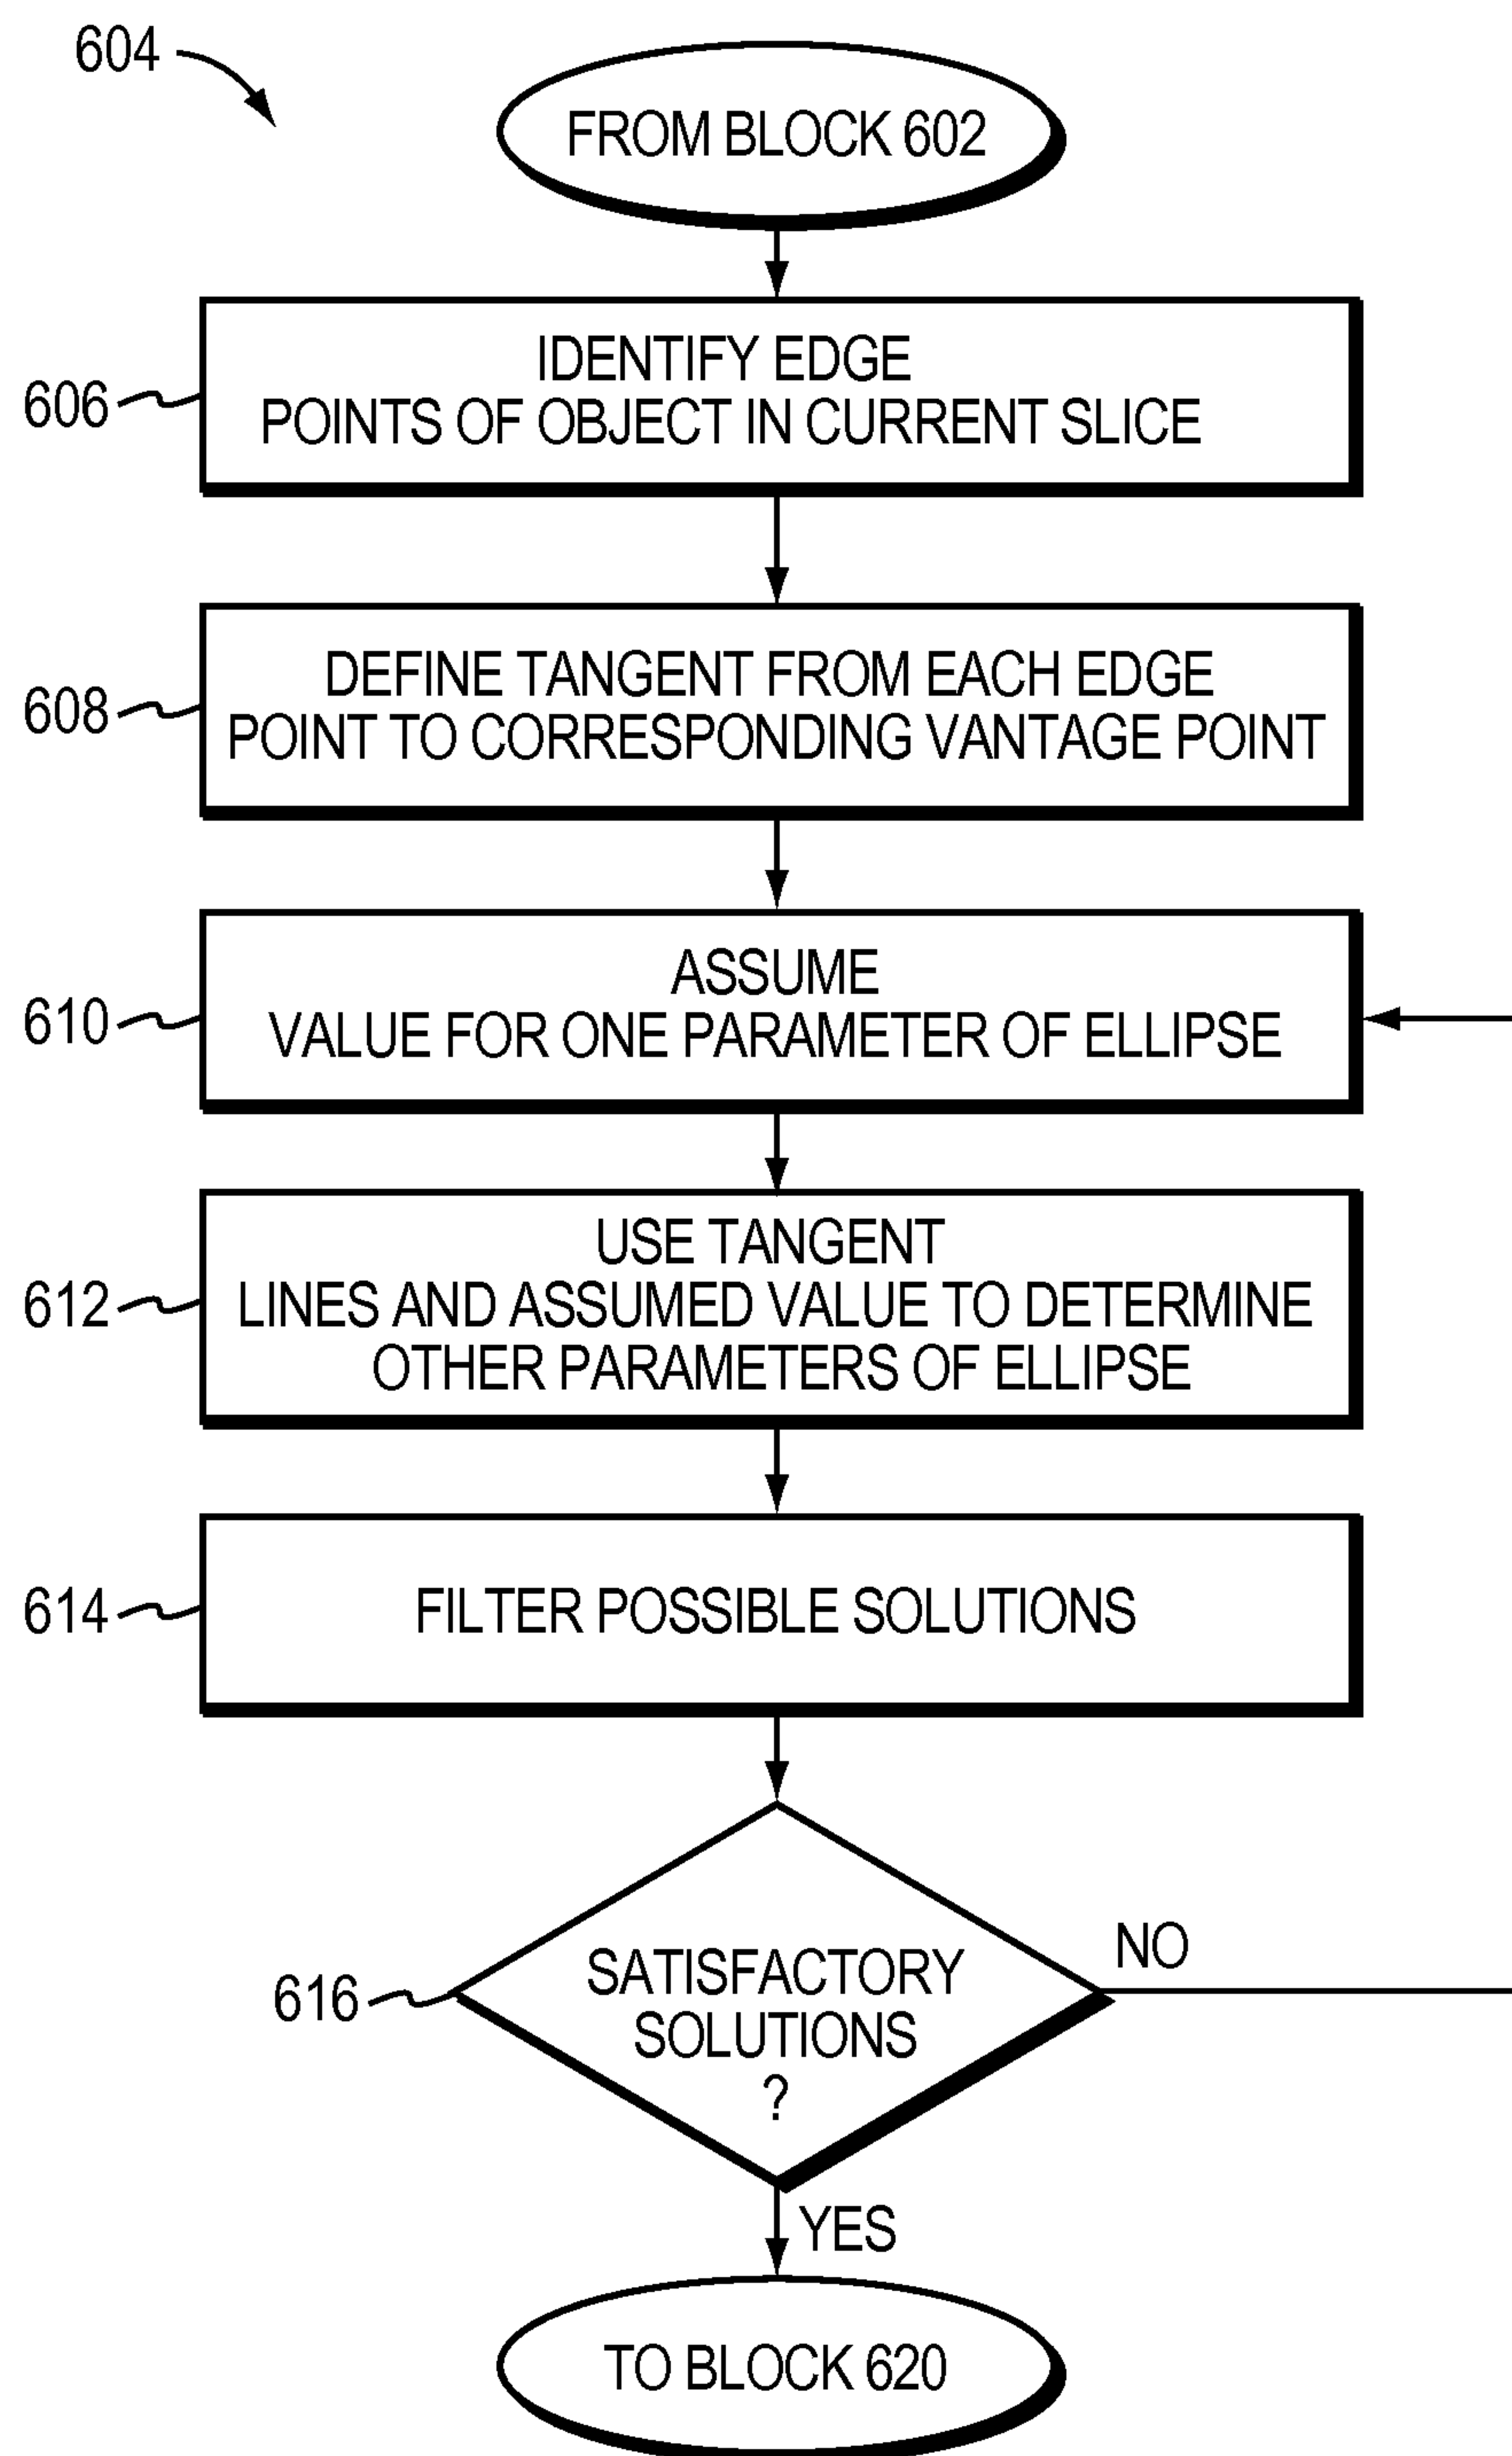 604
FROM BLOCK 602
IDENTIFY EDGE
POINTS OF OBJECT IN CURRENT SLICE
606
DEFINE TANGENT FROM EACH EDGE
POINT TO CORRESPONDING VANTAGE POINT
608
ASSUME
VALUE FOR ONE PARAMETER OF ELLIPSE
610
USE TANGENT
LINES AND ASSUMED VALUE TO DETERMINE
OTHER PARAMETERS OF ELLIPSE
612
FILTER POSSIBLE SOLUTIONS
614
SATISFACTORY
SOLUTIONS
?
616
NO
YES
TO BLOCK 620